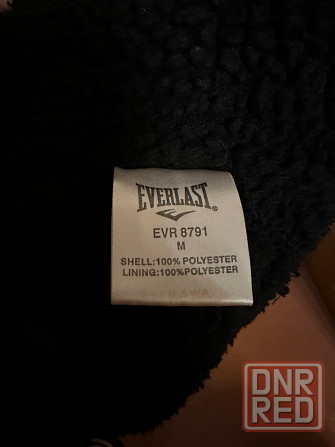 EVERLAST®
EVR 8791
M
SHELL:100% POLYESTER
LINING:100%POLYESTER
DNR
RED